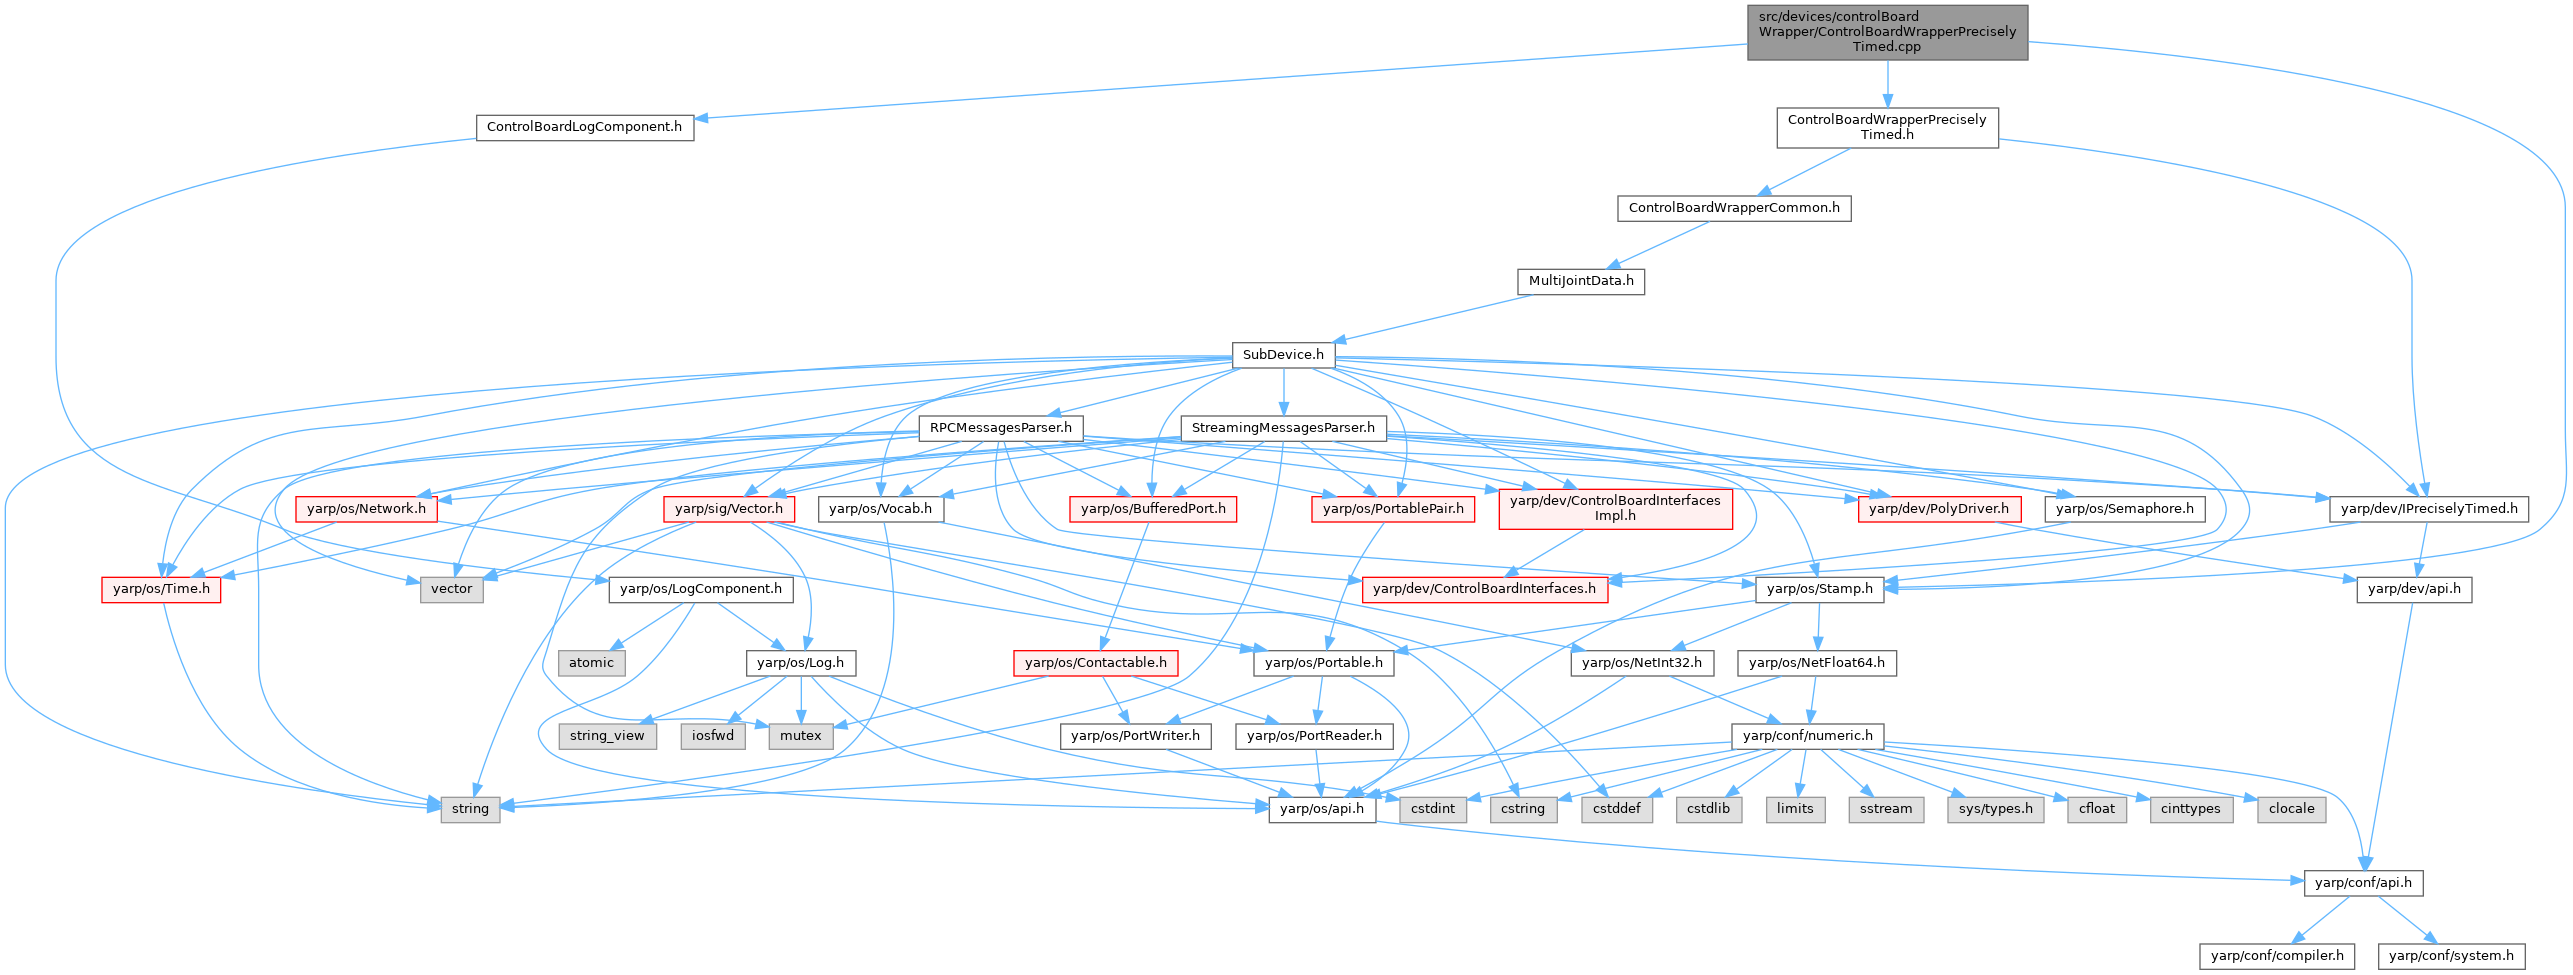 src/devices/controlBoard
Wrapper/ControlBoardWrapperPrecisely
Timed.cpp
ControlBoardLogComponent.h
ControlBoardWrapperPrecisely
Timed.h
ControlBoardWrapperCommon.h
MultiJointData.h
SubDevice.h
RPCMessagesParser.h
StreamingMessagesParser.h
yarp/os/Network.h
yarp/sig/Vector.h
yarp/os/Vocab.h
yarp/os/BufferedPort.h
yarp/os/PortablePair.h
yarp/dev/ControlBoardInterfaces
Impl.h
yarp/dev/PolyDriver.h
yarp/os/Semaphore.h
yarp/dev/IPreciselyTimed.h
yarp/os/Time.h
vector
yarp/os/LogComponent.h
yarp/dev/ControlBoardInterfaces.h
yarp/os/Stamp.h
yarp/dev/api.h
atomic
yarp/os/Log.h
yarp/os/Contactable.h
yarp/os/Portable.h
yarp/os/NetInt32.h
yarp/os/NetFloat64.h
string_view
iosfwd
mutex
yarp/os/PortWriter.h
yarp/os/PortReader.h
yarp/conf/numeric.h
string
yarp/os/api.h
cstdint
cstring
cstddef
cstdlib
limits
sstream
sys/types.h
cfloat
cinttypes
clocale
yarp/conf/api.h
yarp/conf/compiler.h
yarp/conf/system.h